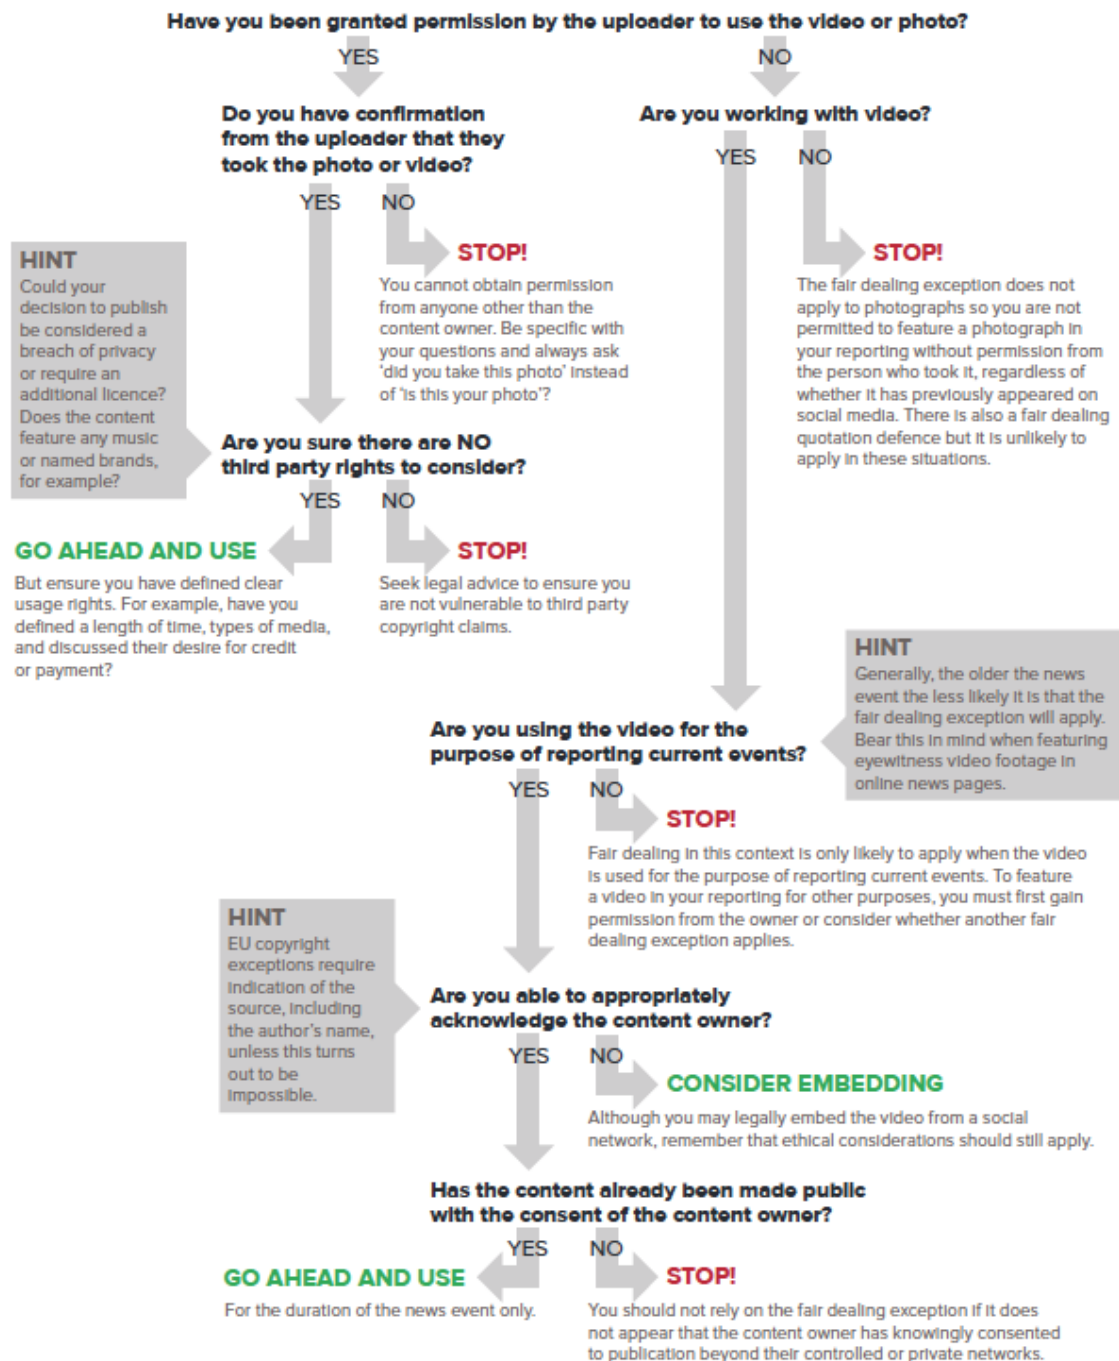 Have you been granted permission by the uploader to use the video or photo?
YES
NO
Do you have confirmation
from the uploader that they
took the photo or video?
YES
NO
Are you working with video?
YES
NO
STOP!
You cannot obtain permission
from anyone other than the
content owner. Be specific with
your questions and always ask
'did you take this photo' instead
of 'is this your photo'?
STOP!
The fair dealing exception does not
apply to photographs so you are not
permitted to feature a photograph in
your reporting without permission from
the person who took it, regardless of
whether it has previously appeared on
social media. There is also a fair dealing
quotation defence but it is unlikely to
apply in these situations.
HINT
Could your
decision to publish
be considered a
breach of privacy
or require an
additional licence?
Does the content
feature any music
or named brands,
for example?
Are you sure there are NO
third party rights to consider?
YES
NO
GO AHEAD AND USE
But ensure you have defined clear
usage rights. For example, have you
defined a length of time, types of media,
and discussed their desire for credit
or payment?
STOP!
Seek legal advice to ensure you
are not vulnerable to third party
copyright claims.
HINT
Generally, the older the news
event the less likely it is that the
fair dealing exception will apply.
Bear this in mind when featuring
eyewitness video footage in
online news pages.
Are you using the video for the
purpose of reporting current events?
YES
NO
STOP!
Fair dealing in this context is only likely to apply when the video
is used for the purpose of reporting current events. To feature
a video in your reporting for other purposes, you must first gain
permission from the owner or consider whether another fair
dealing exception applies.
HINT
EU copyright
exceptions require
indication of the
source, including
the author's name,
unless this turns
out to be
impossible.
Are you able to appropriately
acknowledge the content owner?
YES
NO
CONSIDER EMBEDDING
Although you may legally embed the video from a social
network, remember that ethical considerations should still apply.
Has the content already been made public
with the consent of the content owner?
YES
NO
GO AHEAD AND USE
For the duration of the news event only.
STOP!
You should not rely on the fair dealing exception if it does
not appear that the content owner has knowingly consented
to publication beyond their controlled or private networks.